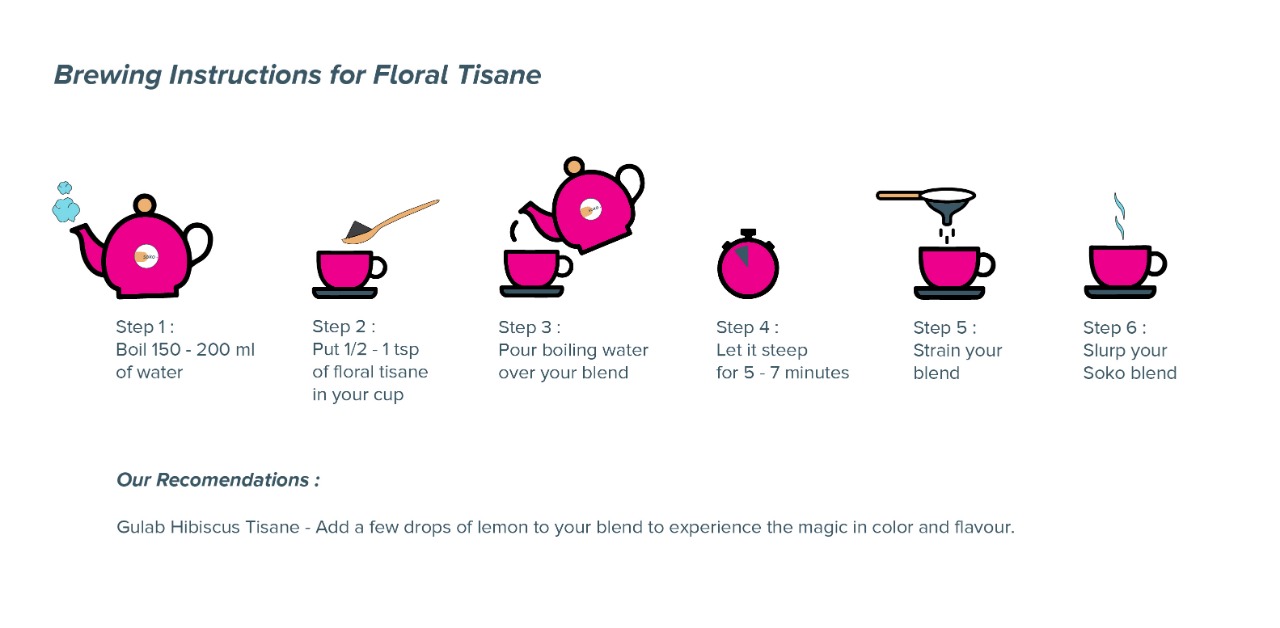 Brewing Instructions for Floral Tisane
Step 1 :
Boil 150 - 200 ml
of water
Step 2 :
Put 1/2 - 1 tsp
of floral tisane
in your cup
Step 3 :
Pour boiling water
over your blend
Step 4 :
Let it steep
for 5 - 7 minutes
Step 5 :
Strain your
blend
Step 6 :
Slurp your
Soko blend
Our Recomendations :
Gulab Hibiscus Tisane - Add a few drops of lemon to your blend to experience the magic in color and flavour.